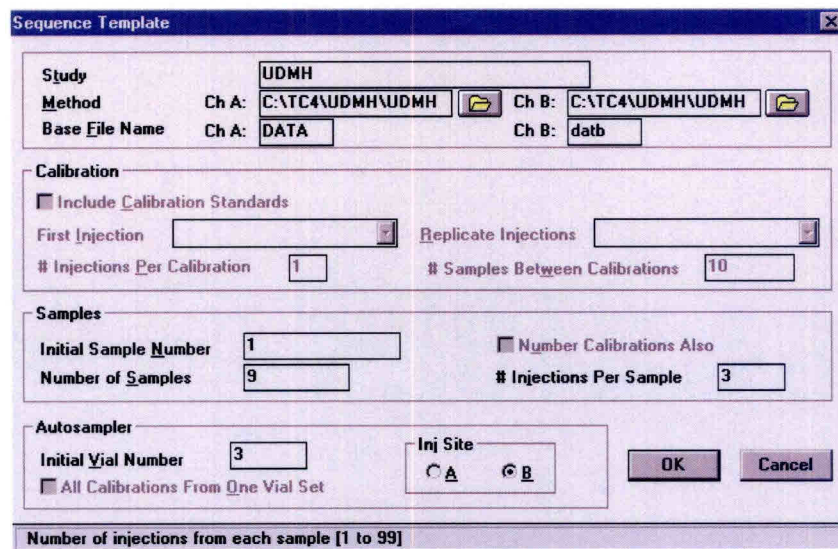 Sequence Template
Study UDMH
Method Ch A: C:\TC4\UDMH\UDMH Ch B: C:\TC4\UDMH\UDMH
Base File Name Ch A: DATA Ch B: datb
Calibration
Include Calibration Standards
First Injection Replicate Injections
# Injections Per Calibration 1 # Samples Between Calibrations 10
Samples
Initial Sample Number 1 Number Calibrations Also
Number of Samples 9 # Injections Per Sample 3
Autosampler
Initial Vial Number 3 Inj Site
A B OK Cancel
All Calibrations From One Vial Set
Number of injections from each sample [1 to 99]